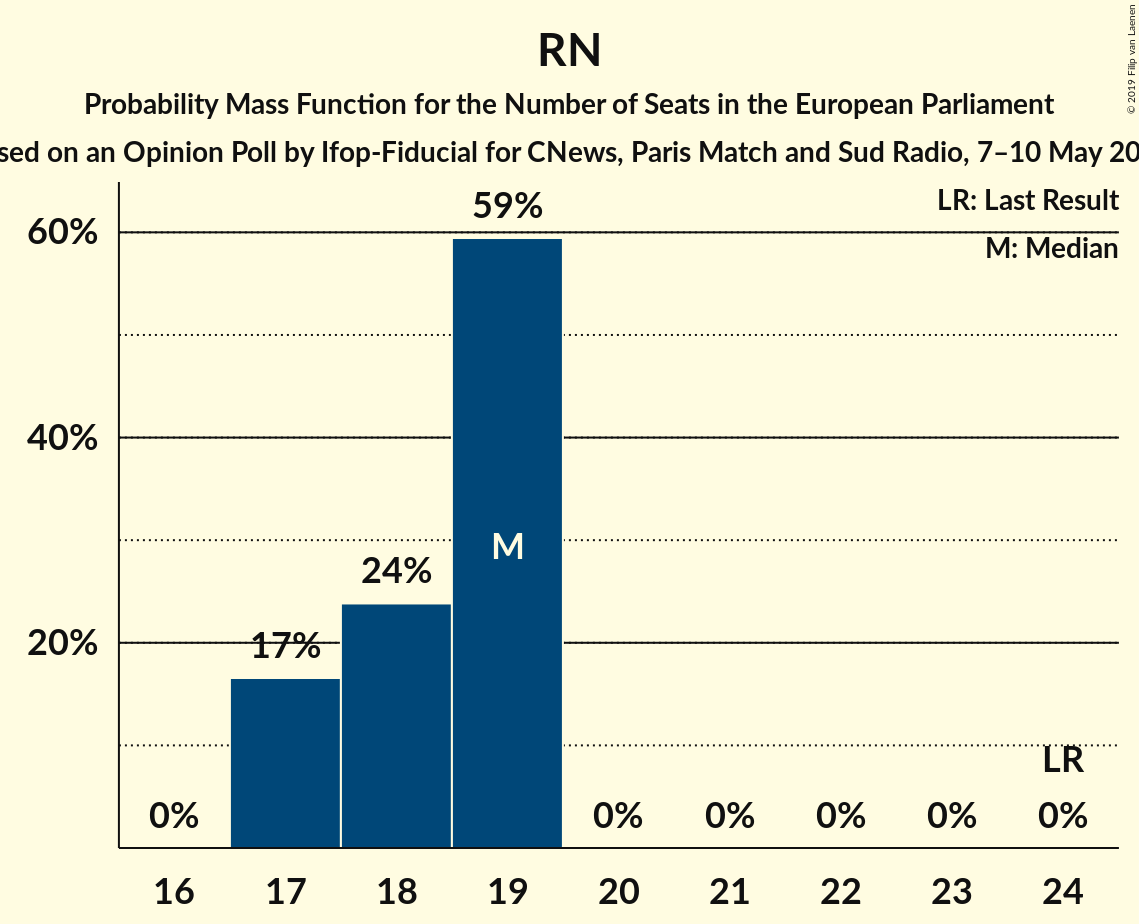 RN
Probability Mass Function for the Number of Seats in the European Parliament
sed on an Opinion Poll by Ifop-Fiducial for CNews, Paris Match and Sud Radio, 7–10 May 20
© 2019 Filip van Laenen
LR: Last Result
M: Median
60%
40%
20%
59%
M
24%
17%
LR
0% 0% 0% 0% 0% 0%
16 17 18 19 20 21 22 23 24